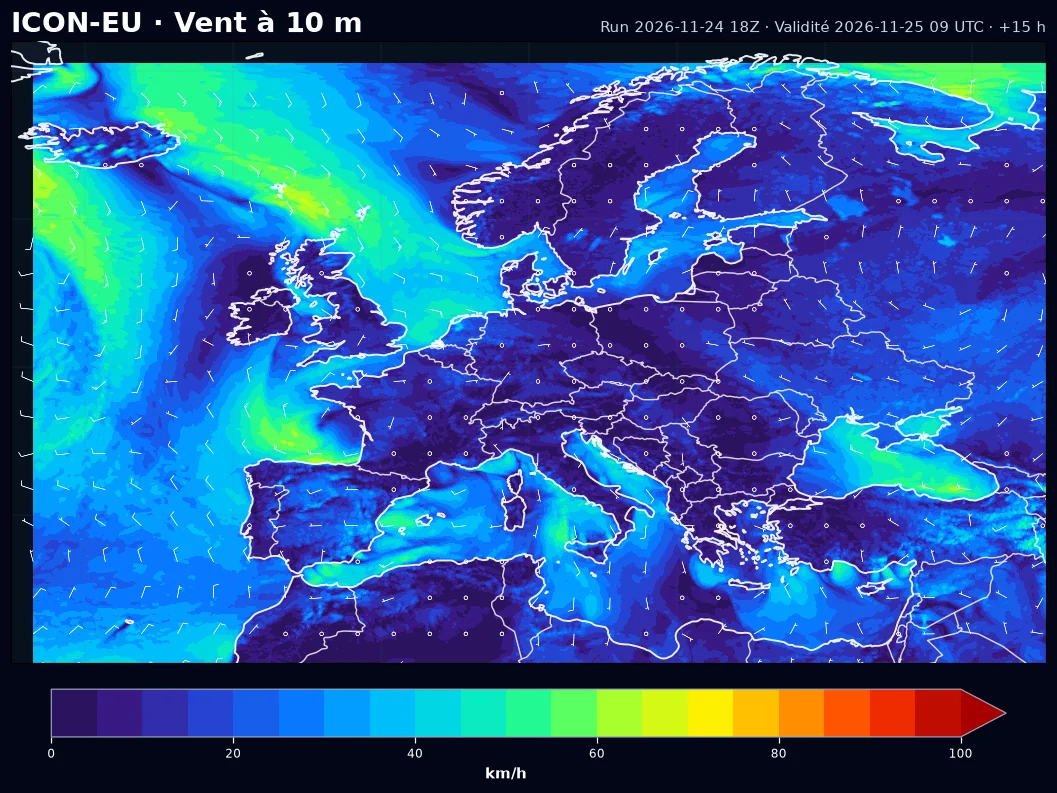 ICON-EU · Vent à 10 m
Run 2026-11-24 18Z · Validité 2026-11-25 09 UTC · +15 h
0 20 40 60 80 100
km/h